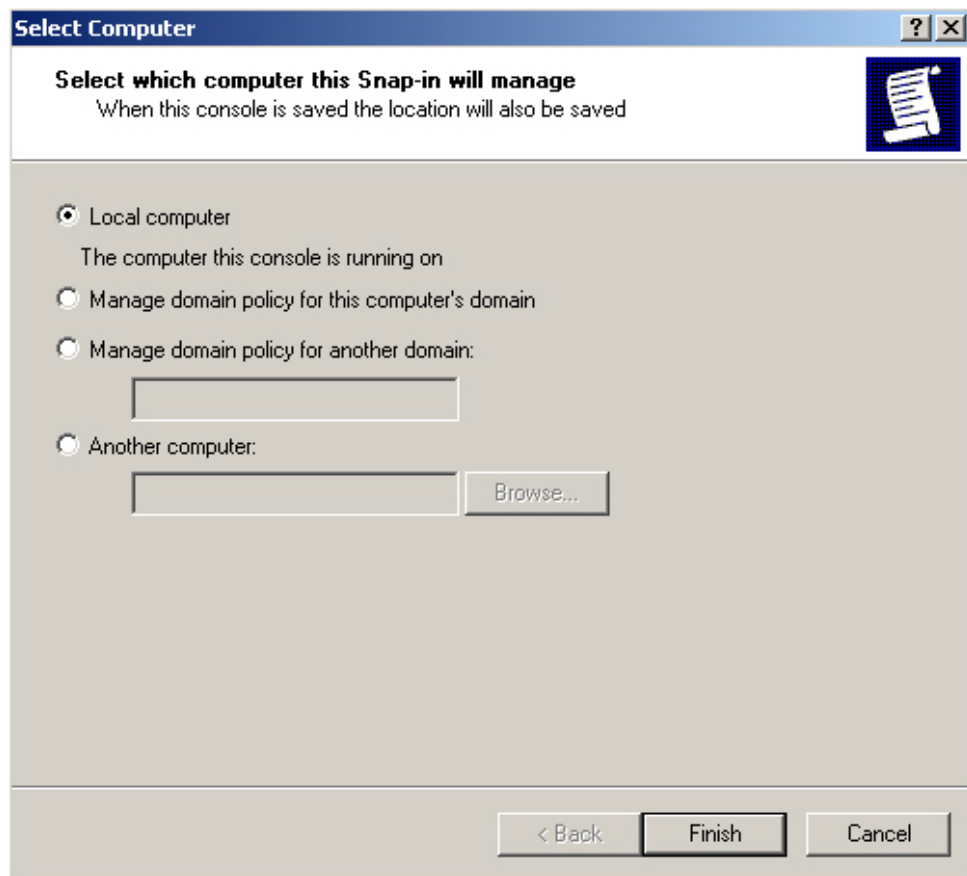 Select Computer
Select which computer this Snap-in will manage
When this console is saved the location will also be saved
Local computer
The computer this console is running on
Manage domain policy for this computer's domain
Manage domain policy for another domain:
Another computer:
Browse...
< Back Finish Cancel